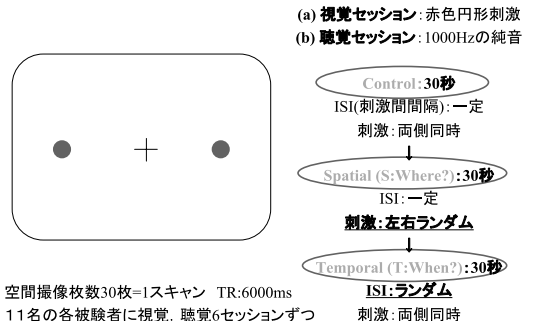 (a) 視覚セッション:赤色円形刺激
(b) 聴覚セッション:1000Hzの純音
Control:30秒
ISI(刺激間間隔):一定
刺激:両側同時
Spatial (S:Where?):30秒
ISI:一定
刺激:左右ランダム
Temporal (T:When?):30秒
ISI:ランダム
刺激:両側同時
空間撮像枚数30枚=1スキャン TR:6000ms
11名の各被験者に視覚,聴覚6セッションずつ